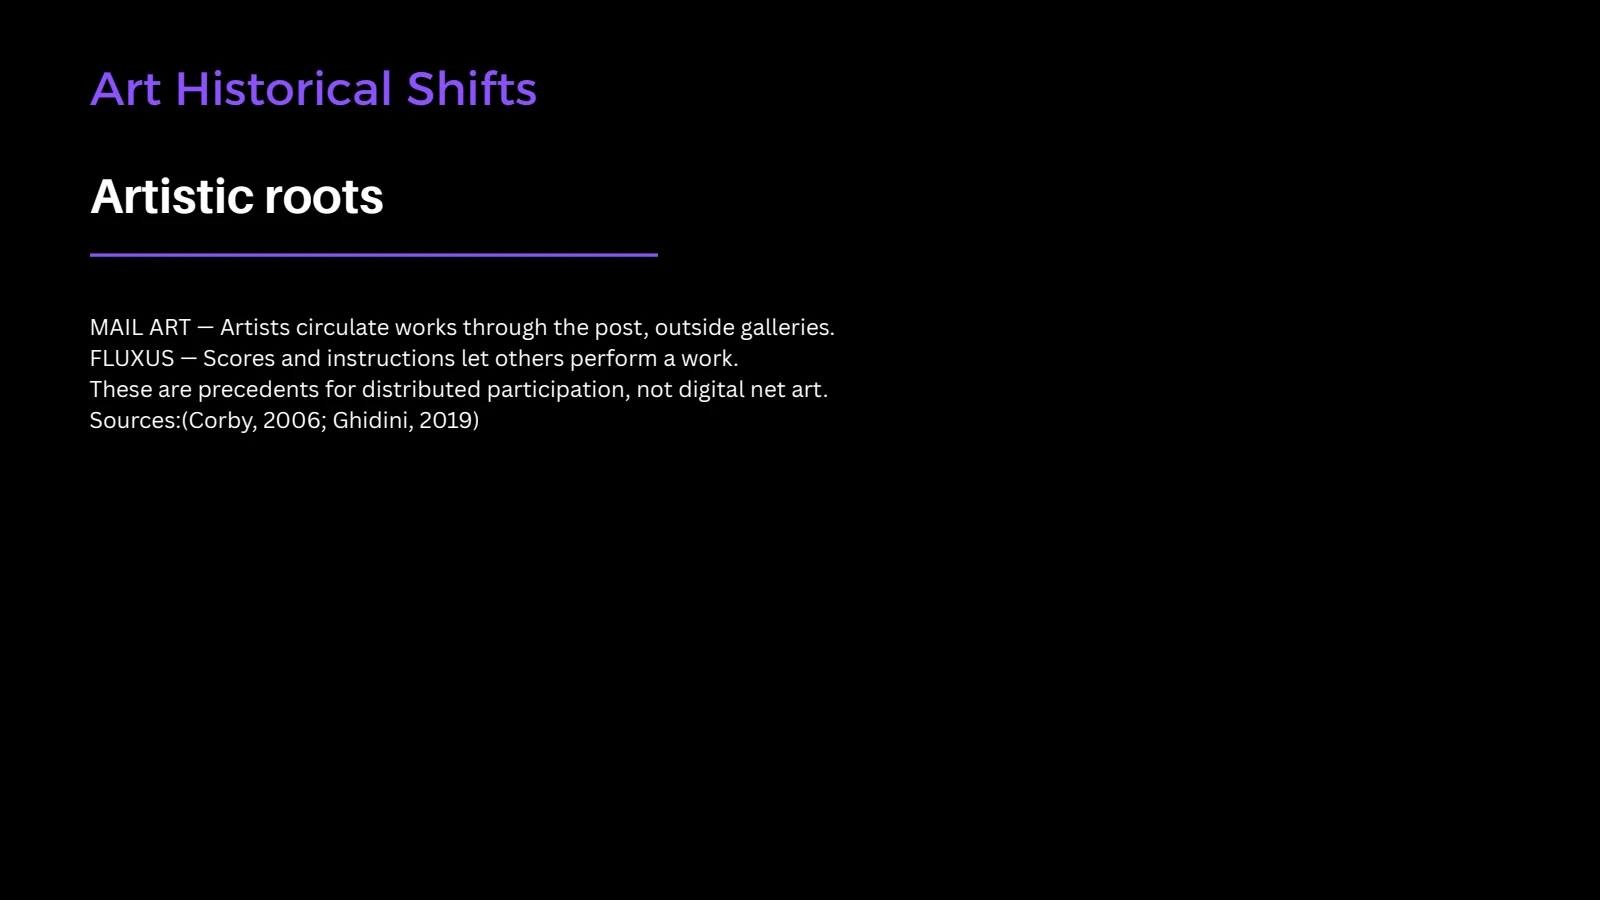 Art Historical Shifts
Artistic roots
MAIL ART — Artists circulate works through the post, outside galleries.
FLUXUS — Scores and instructions let others perform a work.
These are precedents for distributed participation, not digital net art.
Sources:(Corby, 2006; Ghidini, 2019)